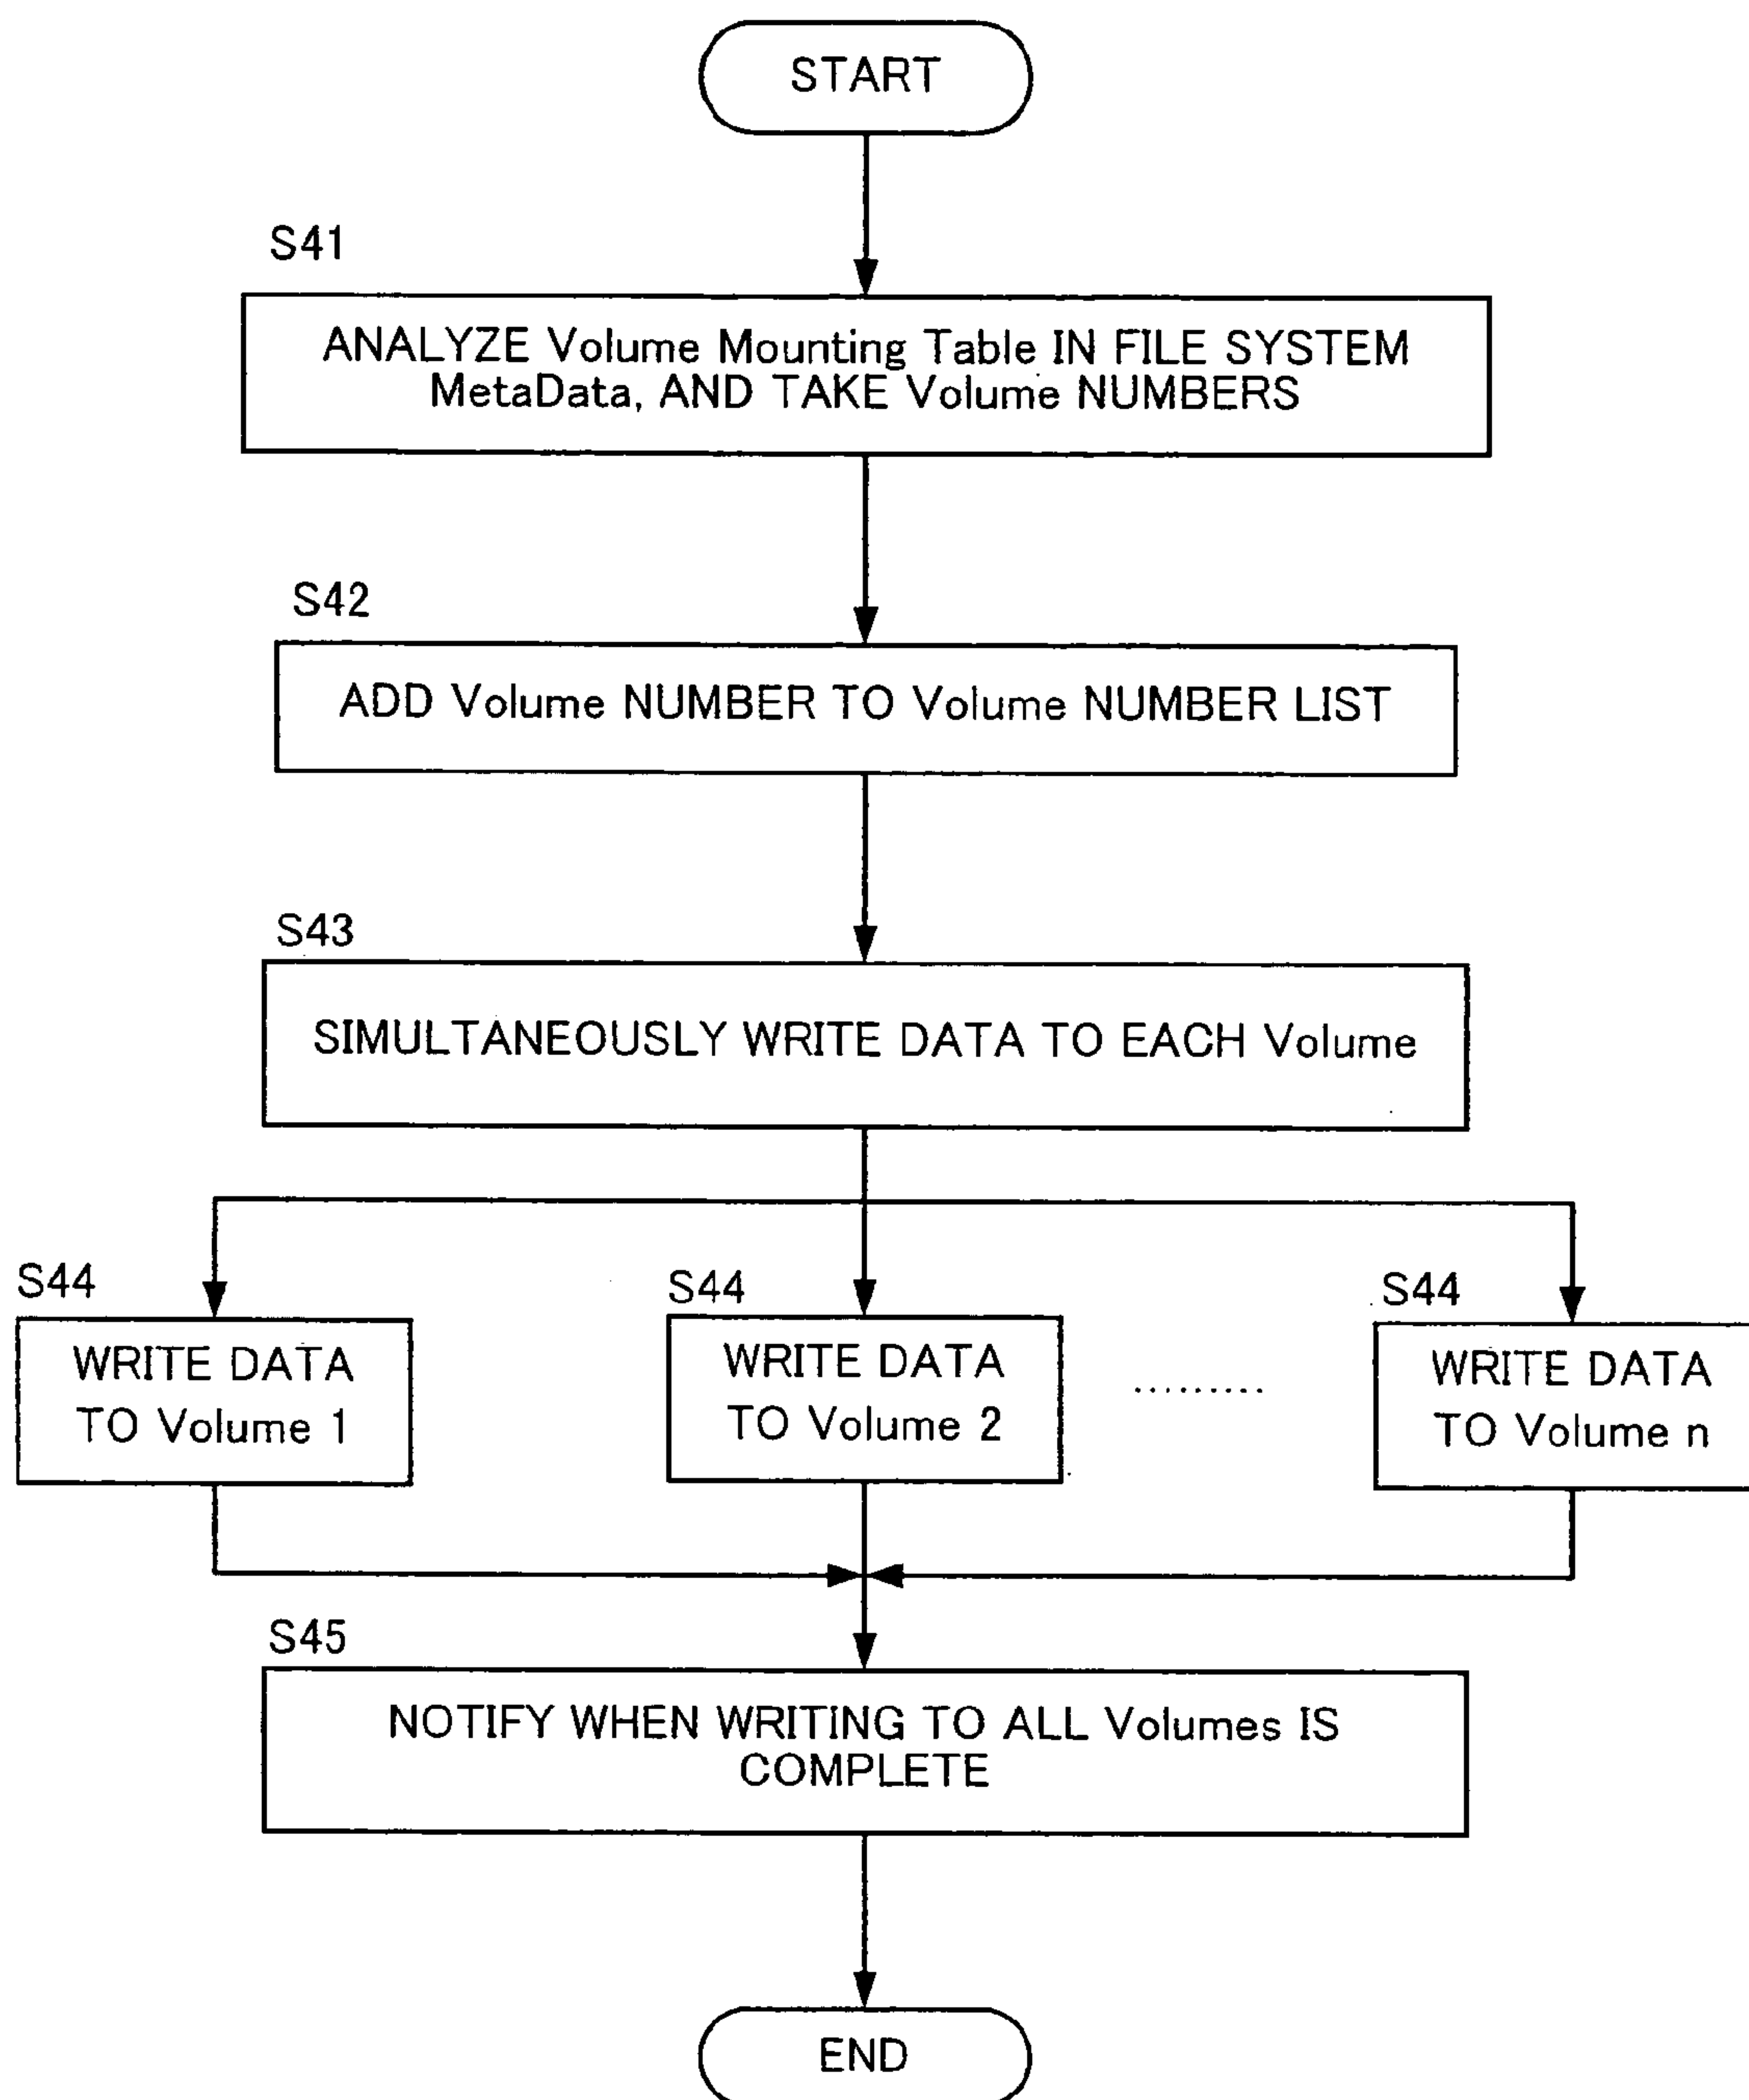 START
S41
ANALYZE Volume Mounting Table IN FILE SYSTEM
MetaData, AND TAKE Volume NUMBERS
S42
ADD Volume NUMBER TO Volume NUMBER LIST
S43
SIMULTANEOUSLY WRITE DATA TO EACH Volume
S44
WRITE DATA
TO Volume 1
S44
WRITE DATA
TO Volume 2
.........
S44
WRITE DATA
TO Volume n
S45
NOTIFY WHEN WRITING TO ALL Volumes IS
COMPLETE
END